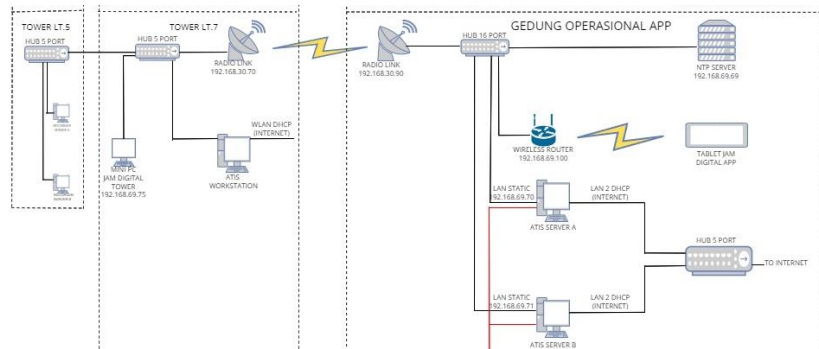 TOWER LT.5
HUB 5 PORT
TOWER LT.7
HUB 5 PORT
RADIO LINK
192.168.30.70
MINI PC
JAM DIGITAL
TOWER
192.168.69.75
WLAN DHCP
(INTERNET)
ATIS
WORKSTATION
GEDUNG OPERASIONAL APP
RADIO LINK
192.168.30.90
HUB 16 PORT
NTP SERVER
192.168.69.69
WIRELESS ROUTER
192.168.69.100
TABLET JAM
DIGITAL APP
LAN STATIC
192.168.69.70
LAN 2 DHCP
(INTERNET)
ATIS SERVER A
HUB 5 PORT
TO INTERNET
LAN STATIC
192.168.69.71
LAN 2 DHCP
(INTERNET)
ATIS SERVER B